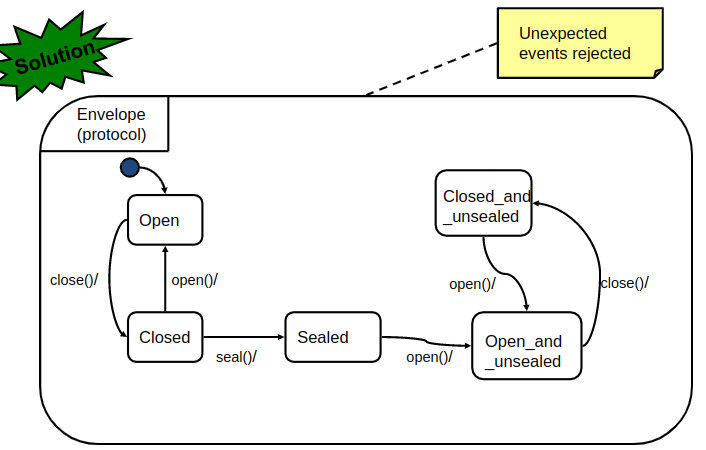 Solution
Unexpected
events rejected
Envelope
(protocol)
Open
Closed_and
_unsealed
close()/
open()/
open()/
close()/
Closed
Sealed
Open_and
_unsealed
seal()/
open()/